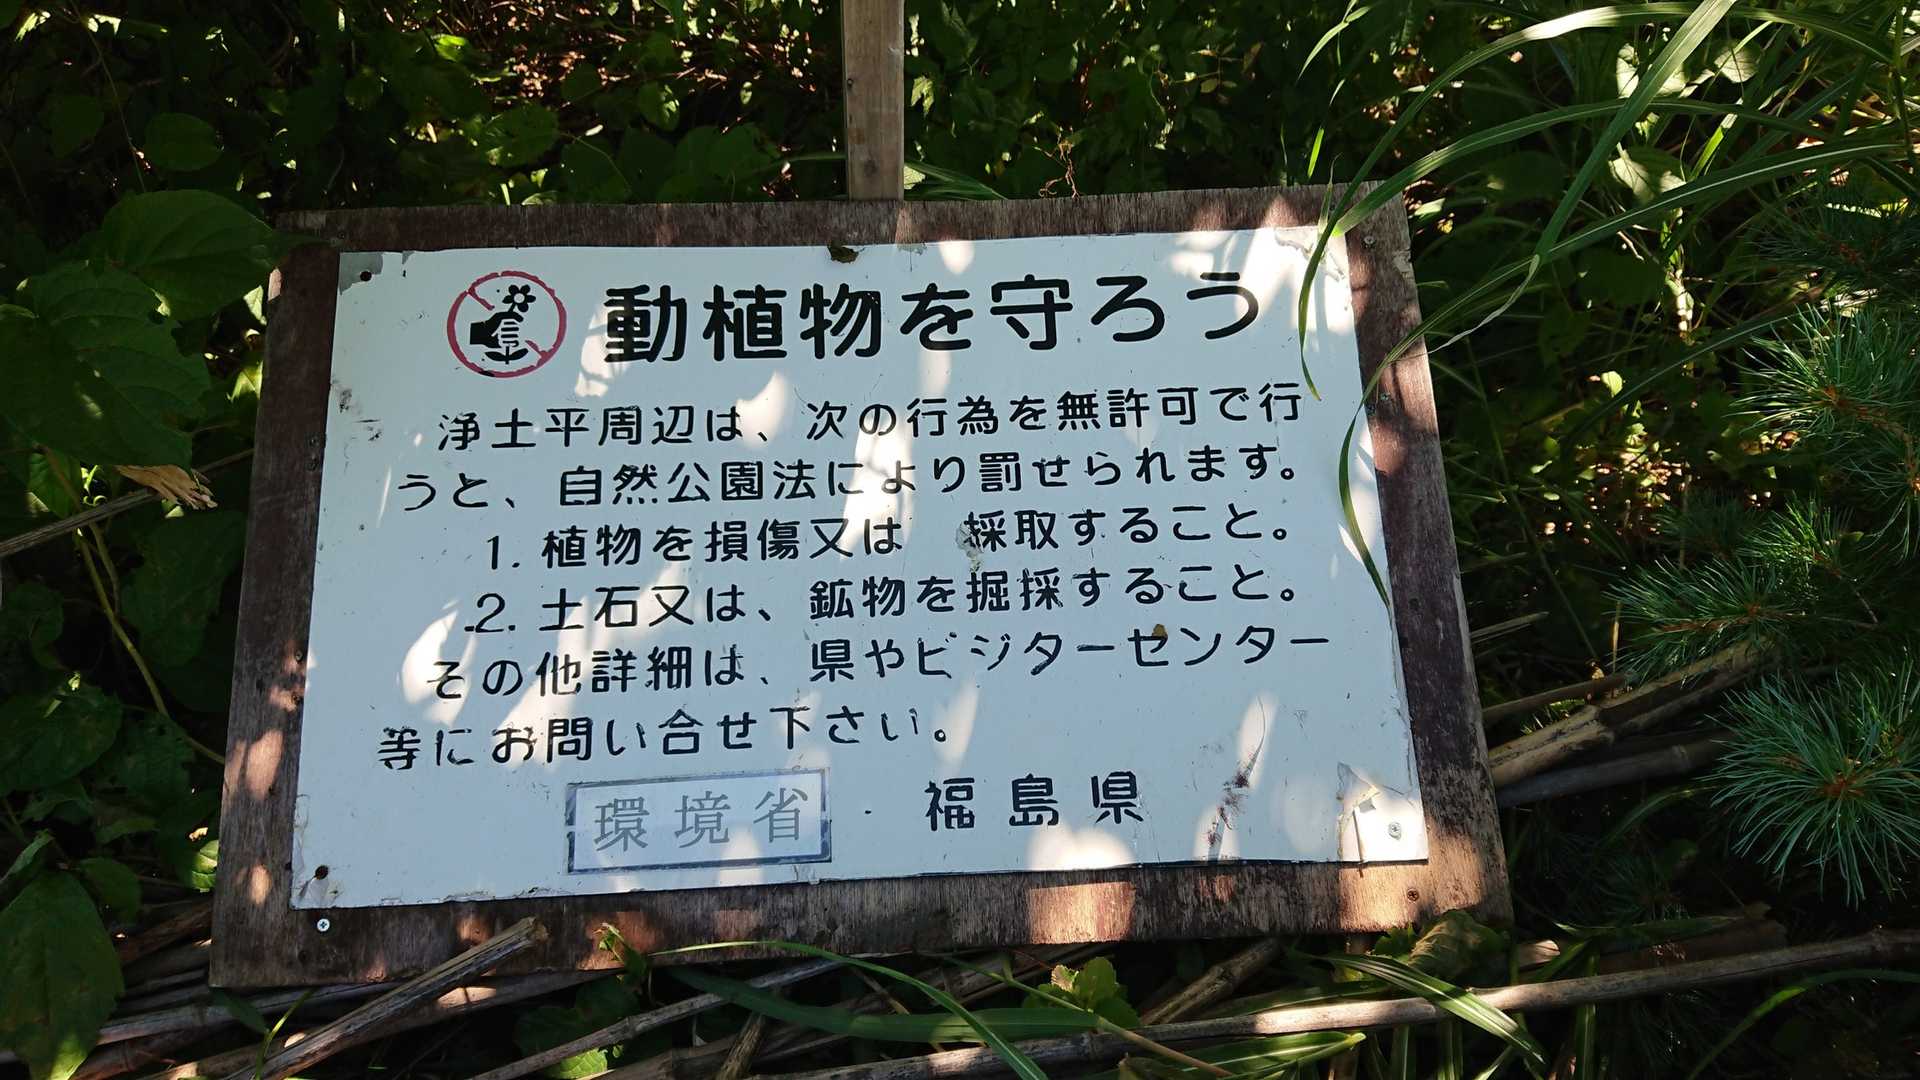 動植物を守ろう
浄土平周辺は、次の行為を無許可で行
うと、自然公園法により罰せられます。
1. 植物を損傷又は 採取すること。
2. 土石又は、鉱物を掘採すること。
その他詳細は、県やビジターセンター
等にお問い合せ下さい。
環境省 福島県